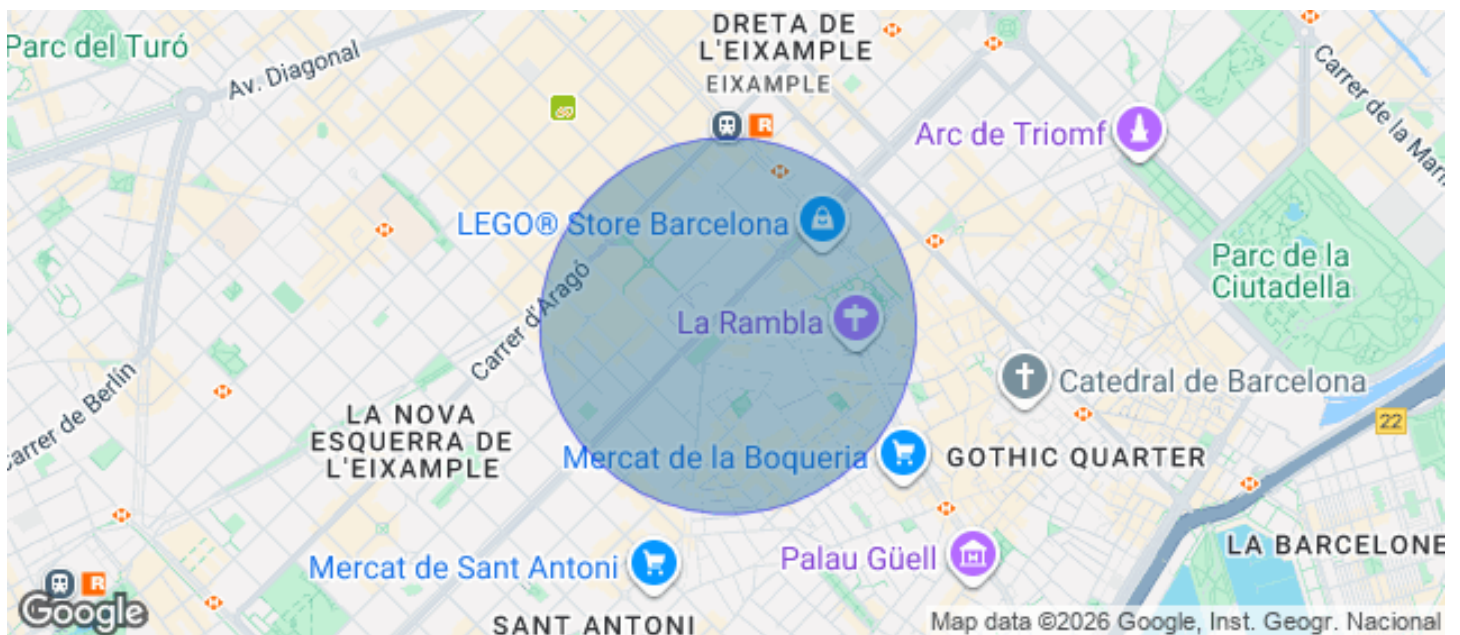 DRETA DE
L'EIXAMPLE
EIXAMPLE
Parc del Turó
Av. Diagonal
Carrer de la Marin
Arc de Triomf
LEGO® Store Barcelona
Parc de la
Ciutadella
Carrer d'Aragó
La Rambla
Catedral de Barcelona
Carrer de Berlín
22
LA NOVA
ESQUERRA DE
L'EIXAMPLE
Mercat de la Boqueria
GOTHIC QUARTER
LA BARCELONE
Mercat de Sant Antoni
Palau Güell
R
R
Google
SANT ANTONI
Map data ©2026 Google, Inst. Geogr. Nacional